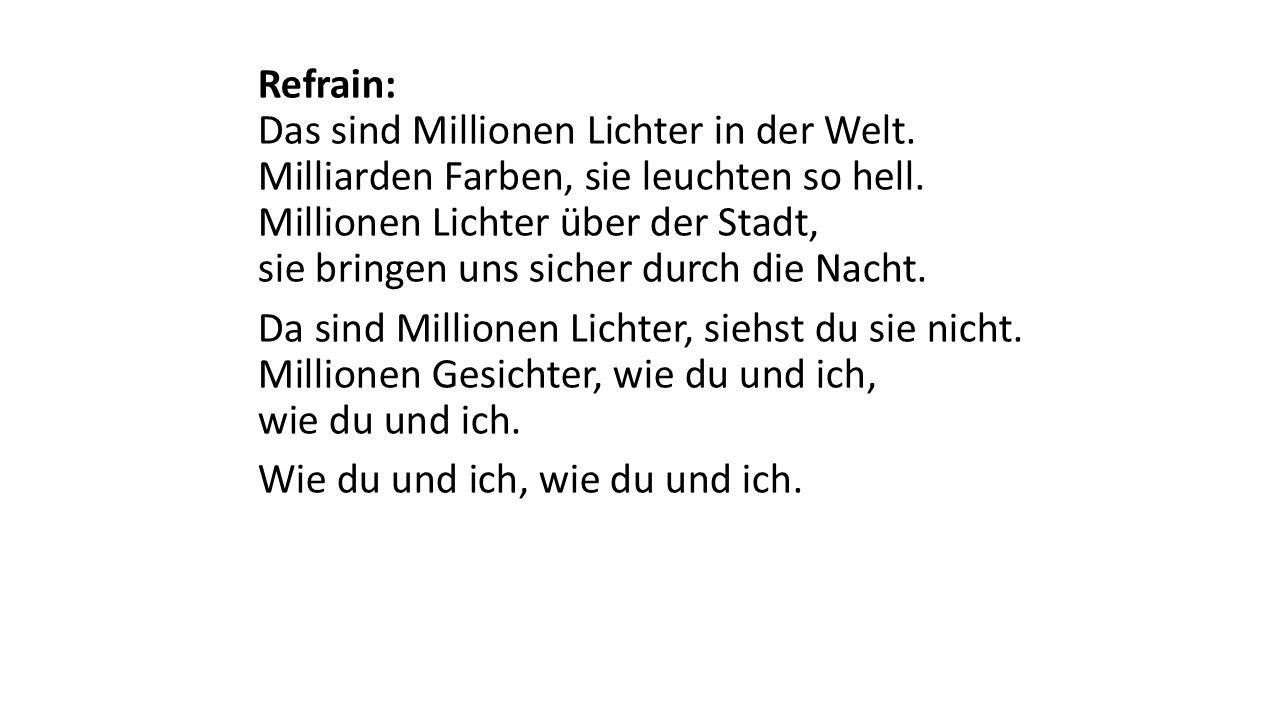 Refrain:
Das sind Millionen Lichter in der Welt.
Milliarden Farben, sie leuchten so hell.
Millionen Lichter über der Stadt,
sie bringen uns sicher durch die Nacht.
Da sind Millionen Lichter, siehst du sie nicht.
Millionen Gesichter, wie du und ich,
wie du und ich.
Wie du und ich, wie du und ich.